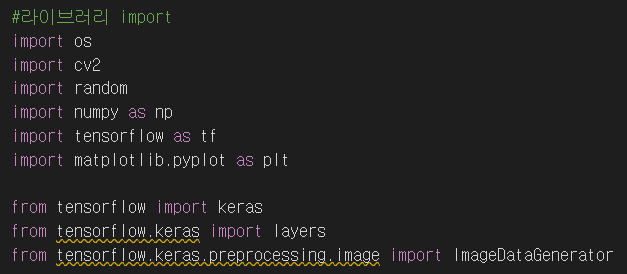 #라이브러리 import
import os
import cv2
import random
import numpy as np
import tensorflow as tf
import matplotlib.pyplot as plt
from tensorflow import keras
from tensorflow.keras import layers
from tensorflow.keras.preprocessing.image import ImageDataGenerator